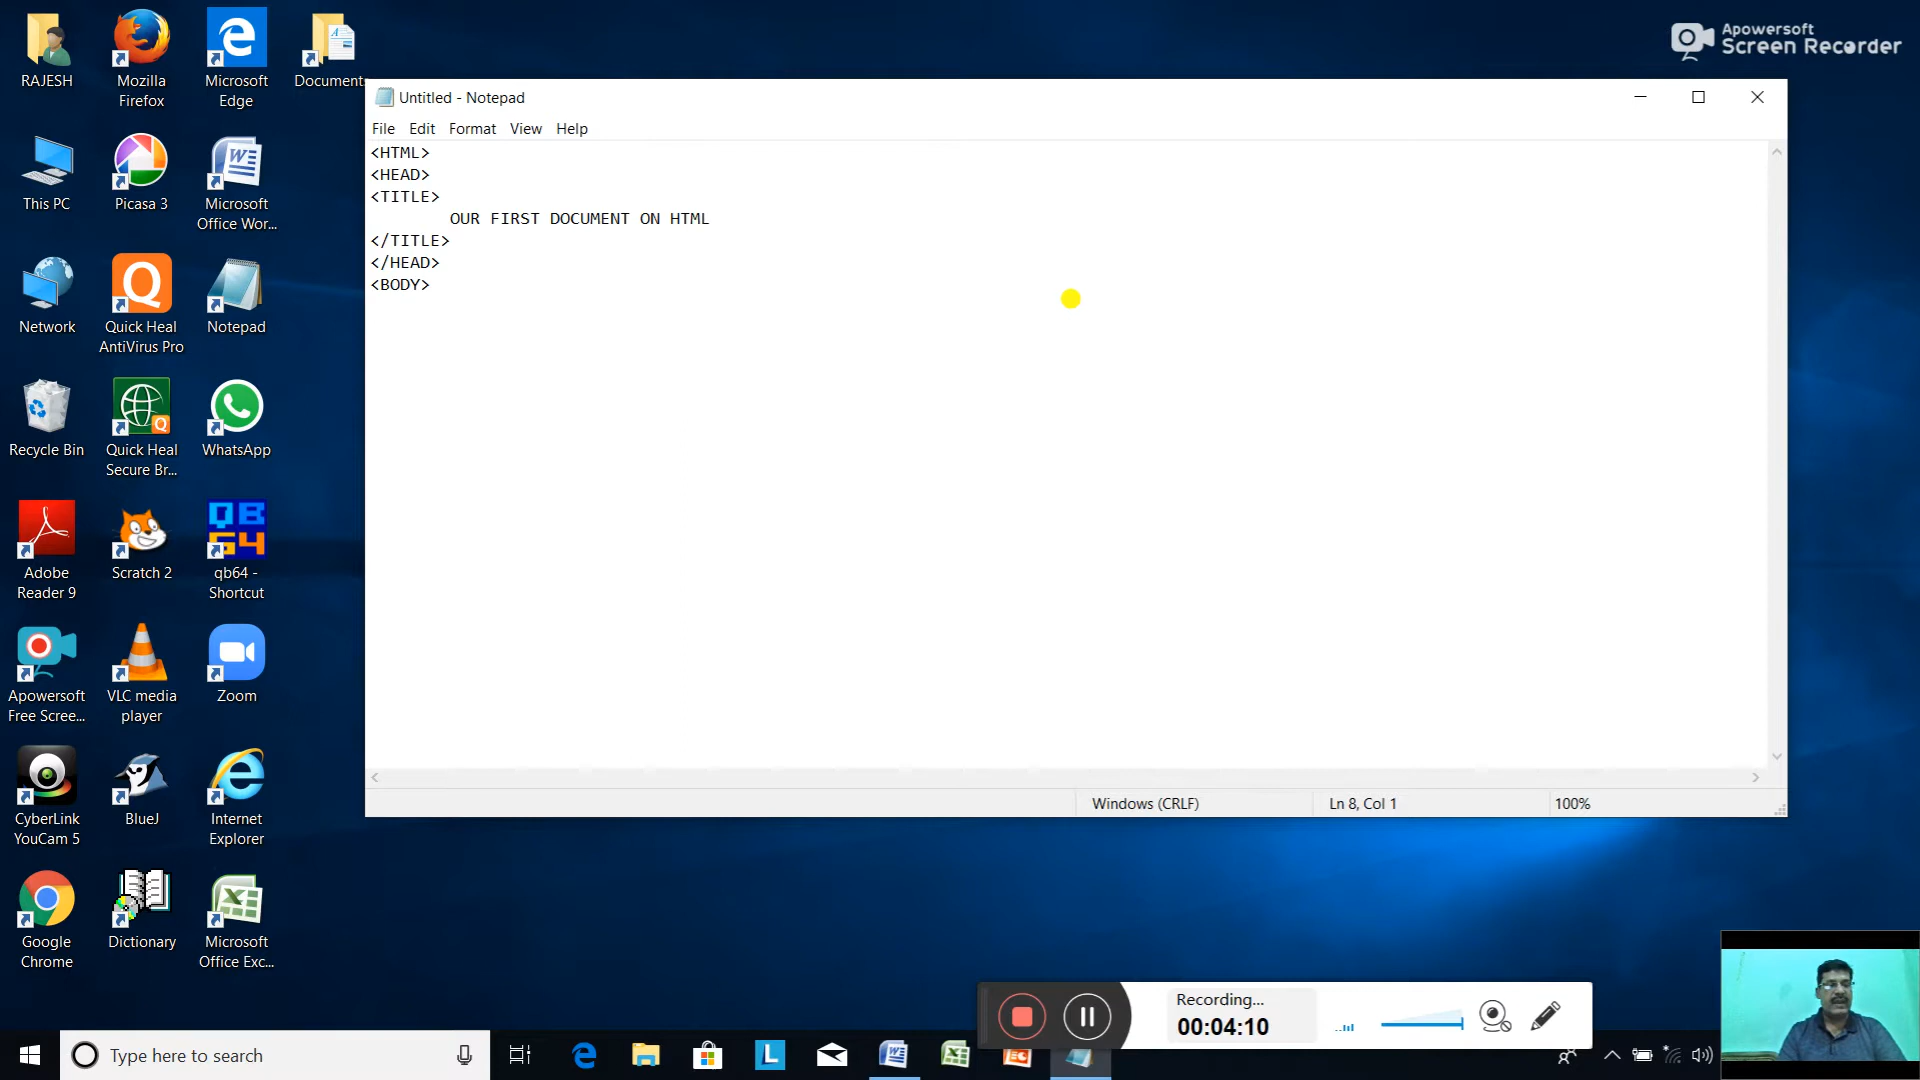 Apowersoft
Screen Recorder
RAJESH
Mozilla
Firefox
Microsoft
Edge
Document
This PC
Picasa 3
Microsoft
Office Wor...
Network
Quick Heal
AntiVirus Pro
Notepad
Recycle Bin
Quick Heal
Secure Br...
WhatsApp
Adobe
Reader 9
Scratch 2
QB
64
qb64 -
Shortcut
Apowersoft
Free Scree...
VLC media
player
Zoom
CyberLink
YouCam 5
BlueJ
Internet
Explorer
Google
Chrome
Dictionary
Microsoft
Office Exc...
Untitled - Notepad
File Edit Format View Help
<HTML>
<HEAD>
<TITLE>
OUR FIRST DOCUMENT ON HTML
</TITLE>
</HEAD>
<BODY>
Windows (CRLF) Ln 8, Col 1 100%
Recording...
00:04:10
Type here to search